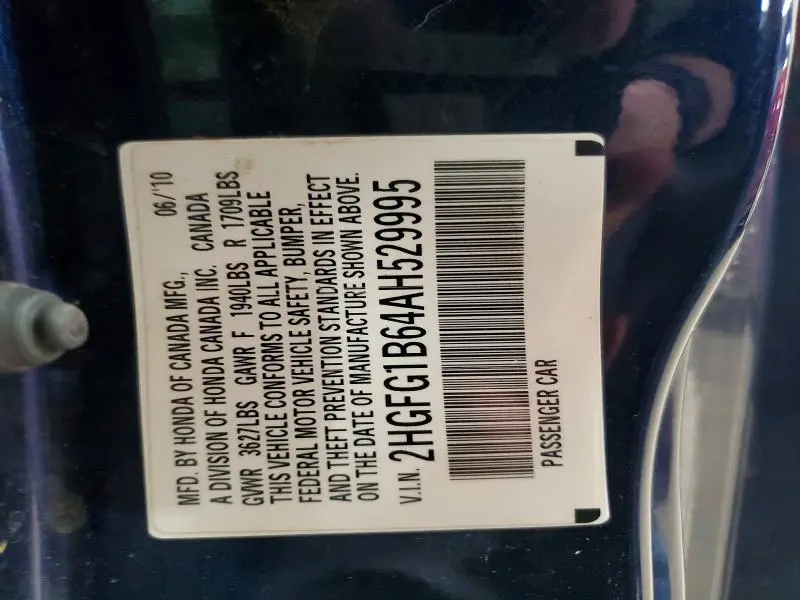 MFD. BY HONDA OF CANADA MFG., 06/'10
A DIVISION OF HONDA CANADA INC. CANADA
GVWR 3627LBS GAWR F 1940LBS R 1709LBS
THIS VEHICLE CONFORMS TO ALL APPLICABLE
FEDERAL MOTOR VEHICLE SAFETY, BUMPER,
AND THEFT PREVENTION STANDARDS IN EFFECT
ON THE DATE OF MANUFACTURE SHOWN ABOVE.
V.I.N. 2HGFG1B64AH529995
PASSENGER CAR